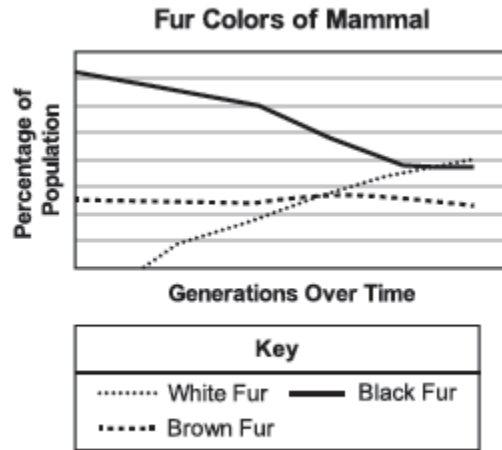 Fur Colors of Mammal
Percentage of
Population
Generations Over Time
Key
White Fur
Black Fur
Brown Fur